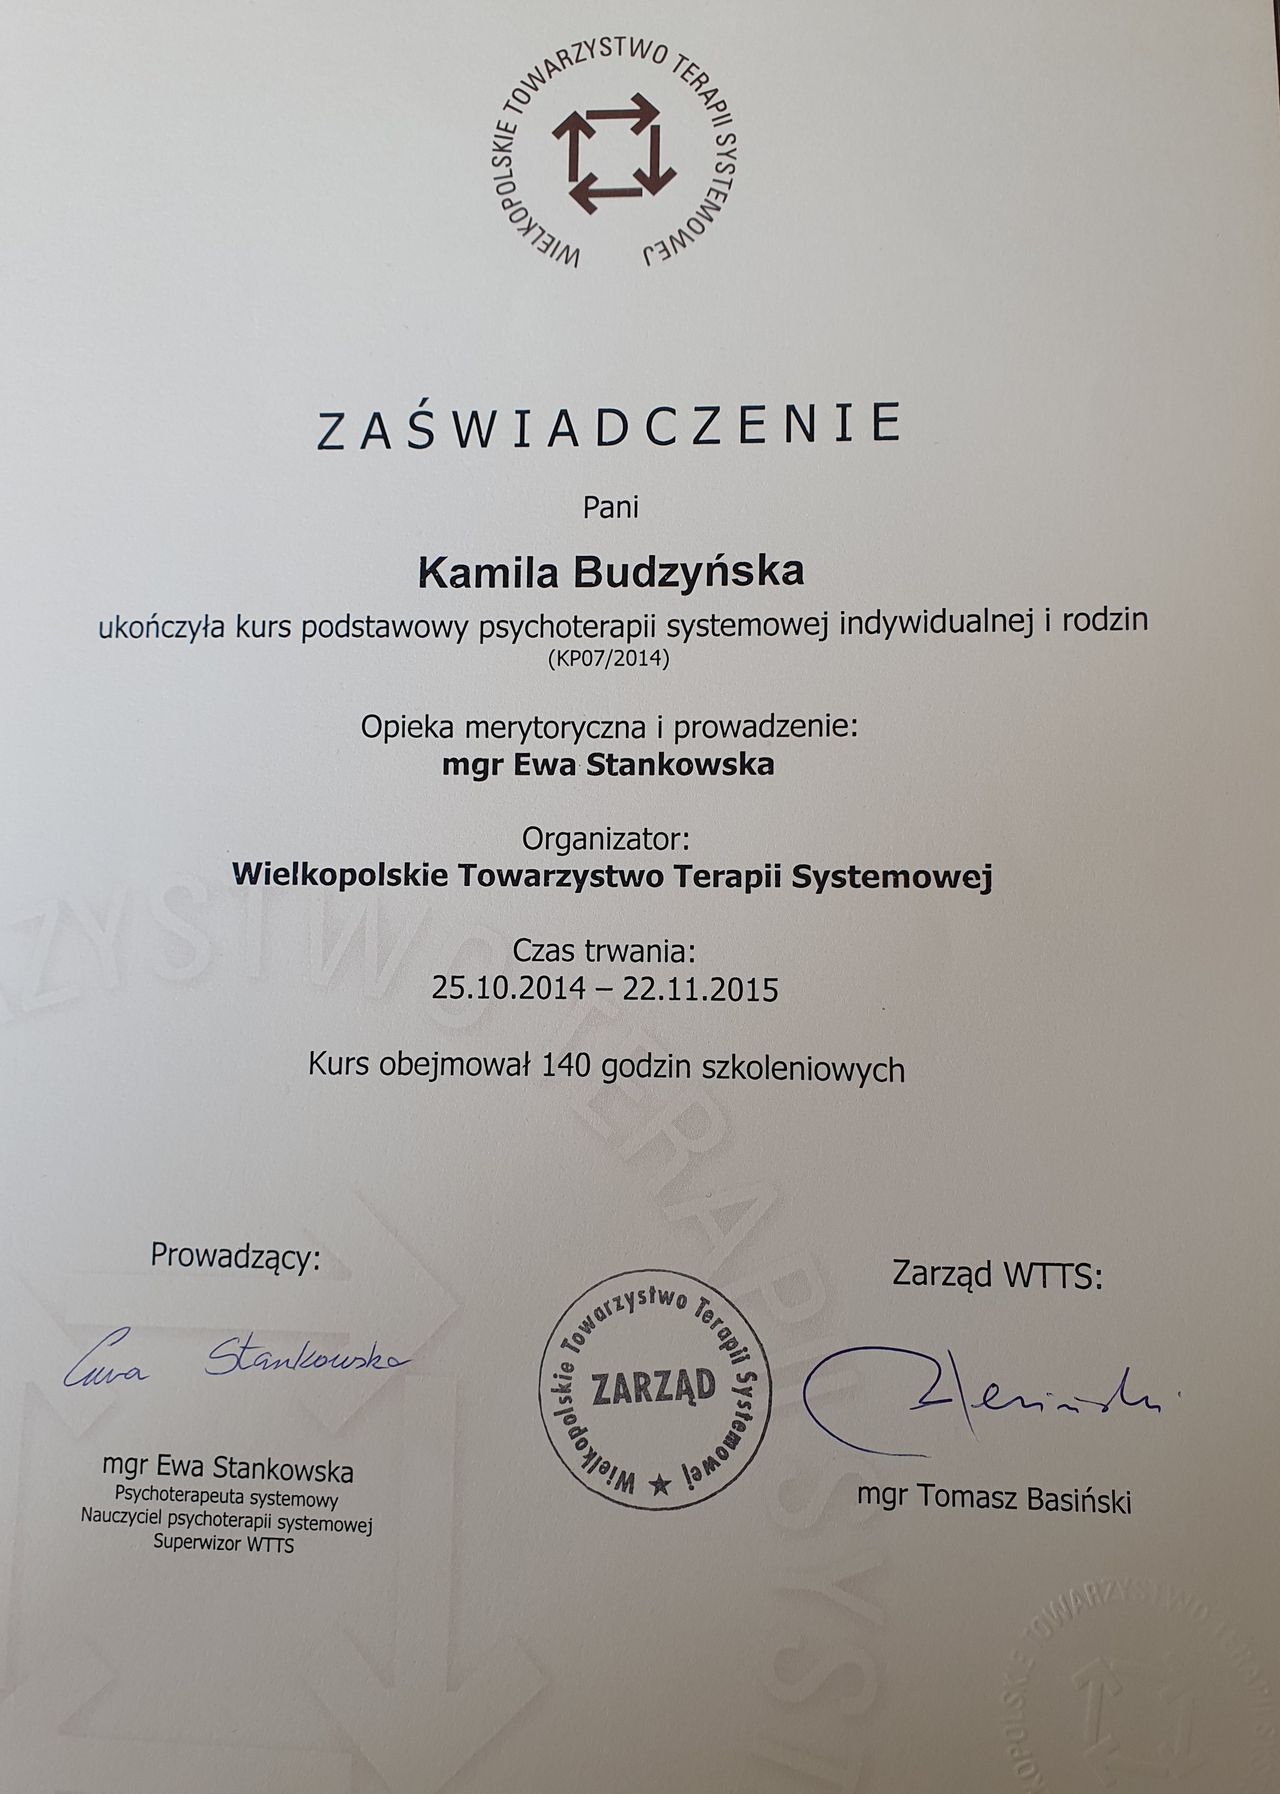 WIELKOPOLSKIE TOWARZYSTWO TERAPII SYSTEMOWEJ
ZAŚWIADCZENIE
Pani
Kamila Budzyńska
ukończyła kurs podstawowy psychoterapii systemowej indywidualnej i rodzin
(KP07/2014)
Opieka merytoryczna i prowadzenie:
mgr Ewa Stankowska
Organizator:
Wielkopolskie Towarzystwo Terapii Systemowej
Czas trwania:
25.10.2014 – 22.11.2015
Kurs obejmował 140 godzin szkoleniowych
Prowadzący:
Ewa Stankowska
mgr Ewa Stankowska
Psychoterapeuta systemowy
Nauczyciel psychoterapii systemowej
Superwizor WTTS
Wielkopolskie Towarzystwo Terapii Systemowej
ZARZĄD
Zarząd WTTS:
mgr Tomasz Basiński